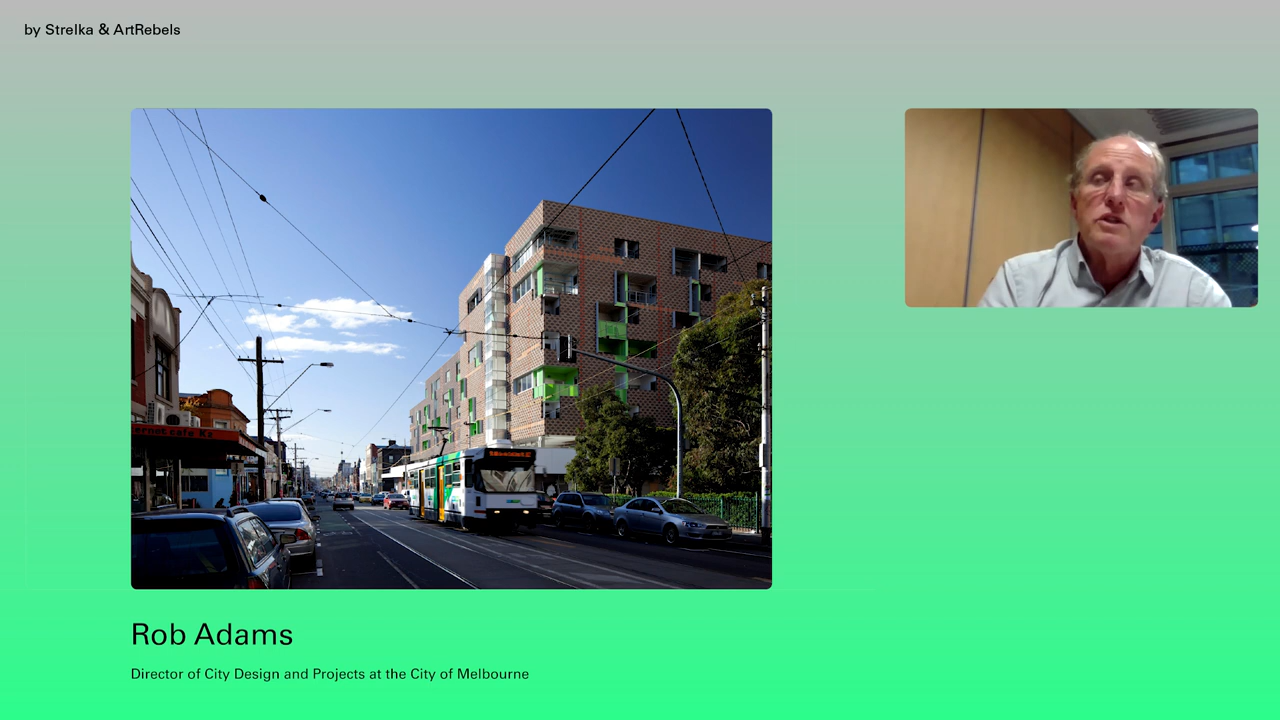 by Strelka & ArtRebels
Rob Adams
Director of City Design and Projects at the City of Melbourne